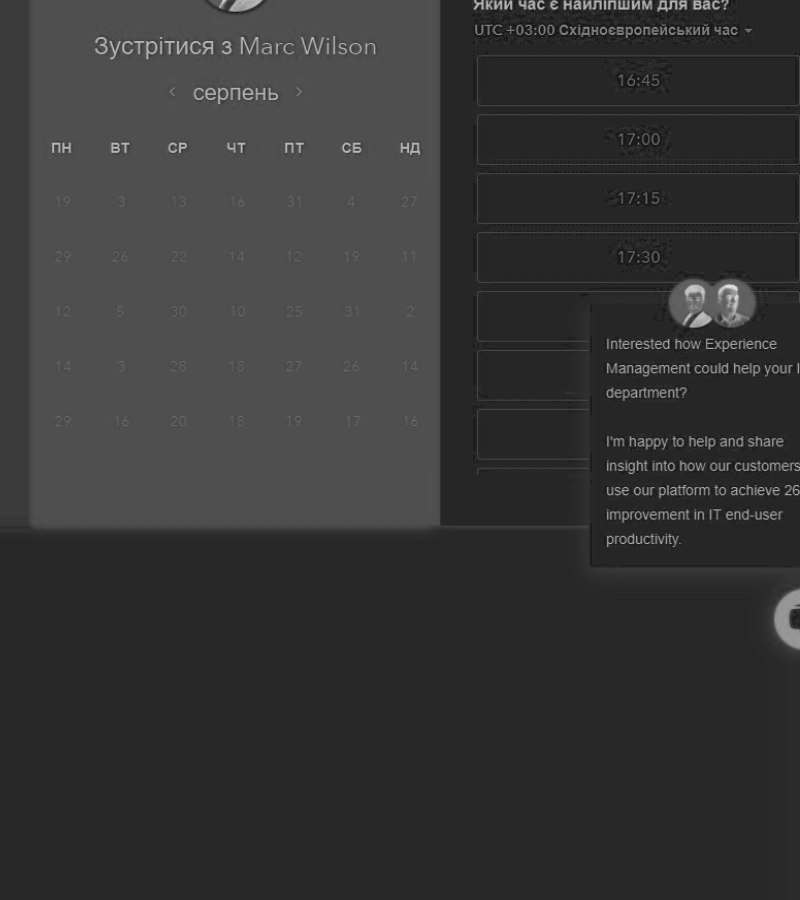 Зустрітися з Marc Wilson
серпень
ПН ВТ СР ЧТ ПТ СБ НД
19 3 13 16 31 4 27
29 26 22 14 12 19 11
12 5 30 10 25 31 2
14 3 28 18 27 26 14
29 16 20 18 19 17 16
Який час є найліпшим для вас?
UTC +03:00 Східноєвропейський час
16:45
17:00
17:15
17:30
Interested how Experience
Management could help your
department?
I'm happy to help and share
insight into how our customers
use our platform to achieve 26
improvement in IT end-user
productivity.